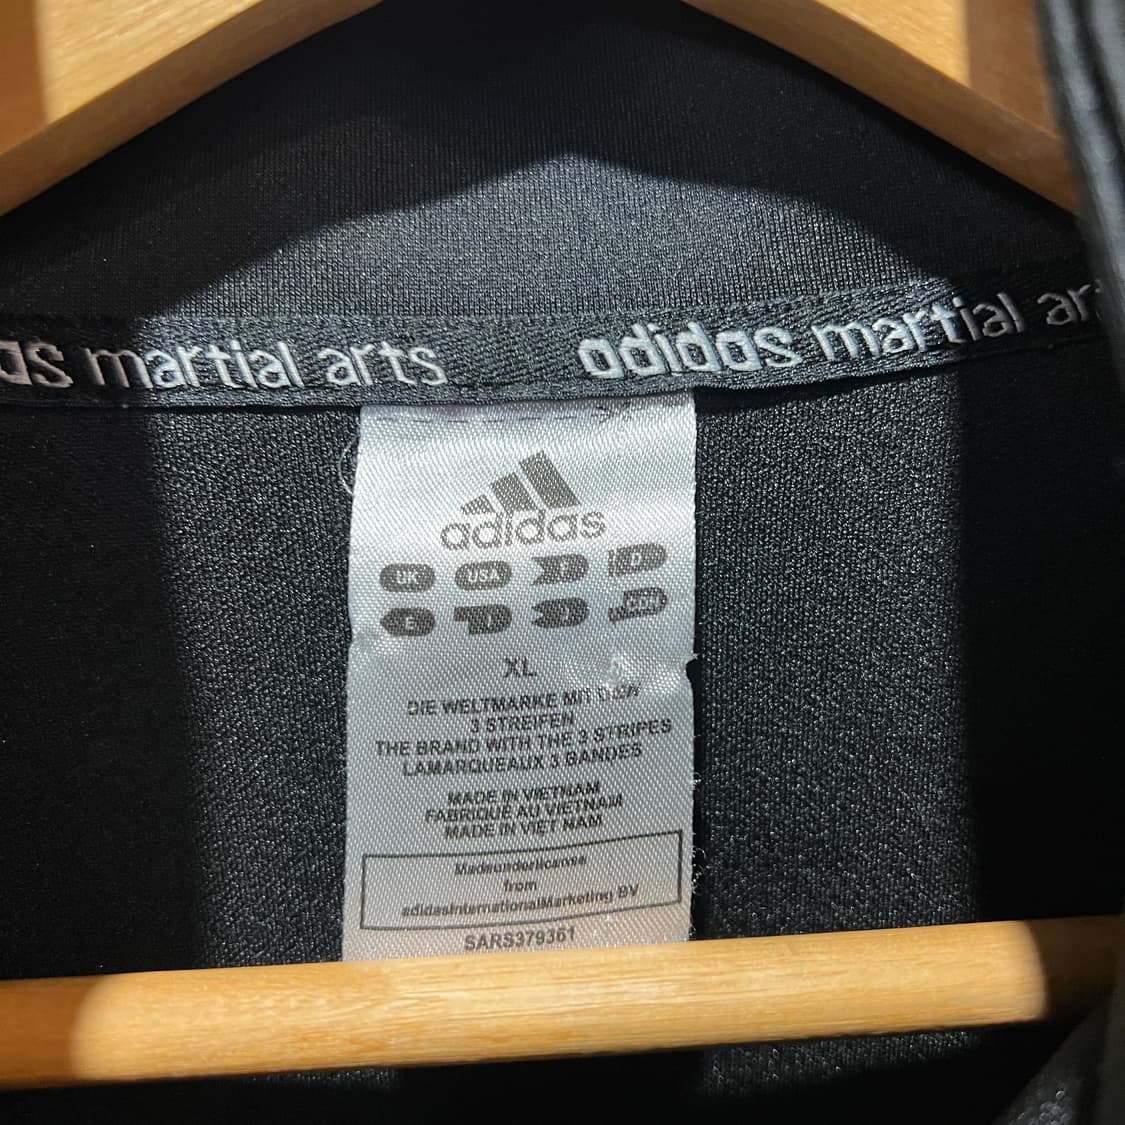 as martial arts adidas martial ar
adidas
UK USA F D
E I J
XL
DIE WELTMARKE MIT DEN
3 STREIFEN
THE BRAND WITH THE 3 STRIPES
LAMARQUEAUX 3 BANDES
MADE IN VIETNAM
FABRIQUE AU VIETNAM
MADE IN VIET NAM
Madeunderlicense
from
adidasInternationalMarketing BV
SARS379361